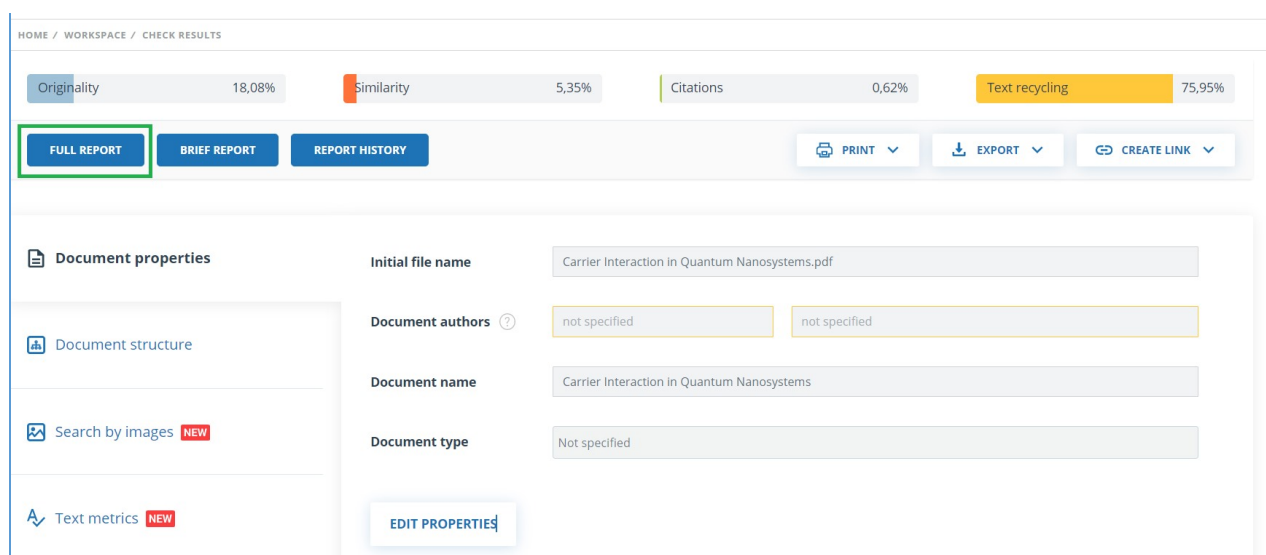 HOME / WORKSPACE / CHECK RESULTS
Originality 18,08% Similarity 5,35% Citations 0,62% Text recycling 75,95%
FULL REPORT BRIEF REPORT REPORT HISTORY PRINT EXPORT CREATE LINK
Document properties
Initial file name Carrier Interaction in Quantum Nanosystems.pdf
Document authors ? not specified not specified
Document structure
Document name Carrier Interaction in Quantum Nanosystems
Search by images NEW
Document type Not specified
Text metrics NEW
EDIT PROPERTIES